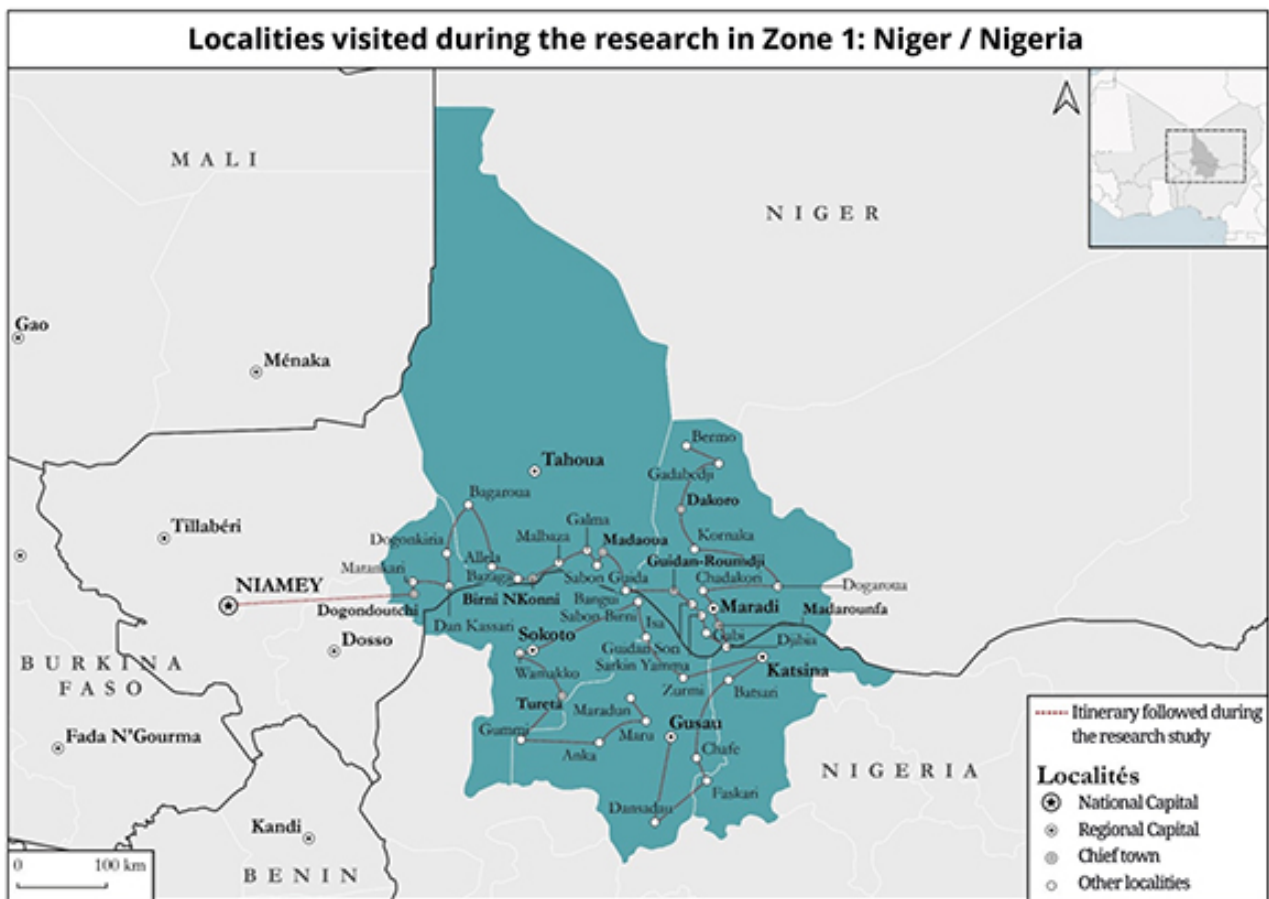 Localities visited during the research in Zone 1: Niger / Nigeria
MALI
NIGER
Gao
Ménaka
Bermo
Gadabedji
Tahoua
Dakoro
Bagaroua
Galma
Tillabéri
Malbaza
Madaoua
Kornaka
Dogonkiria
Allela
Guidan-Roumdji
Matankari
Bazaga
Sabon Guida
Chadakori
Dogaroua
NIAMEY
Birni NKonni
Bangui
Maradi
Madarounfa
Dogondoutchi
Sabon Birni
Dan Kassari
Isa
Dosso
Sokoto
Gabi
Djibia
Guidan Sori
BURKINA
FASO
Wamakko
Sarkin Yamma
Katsina
Zurmi
Batsari
Tureta
Maradun
Gusau
Fada N'Gourma
Gummi
Maru
Anka
Chafe
NIGERIA
Faskari
Dansadau
Kandi
BENIN
0
100 km
Itinerary followed during
the research study
Localités
National Capital
Regional Capital
Chief town
Other localities